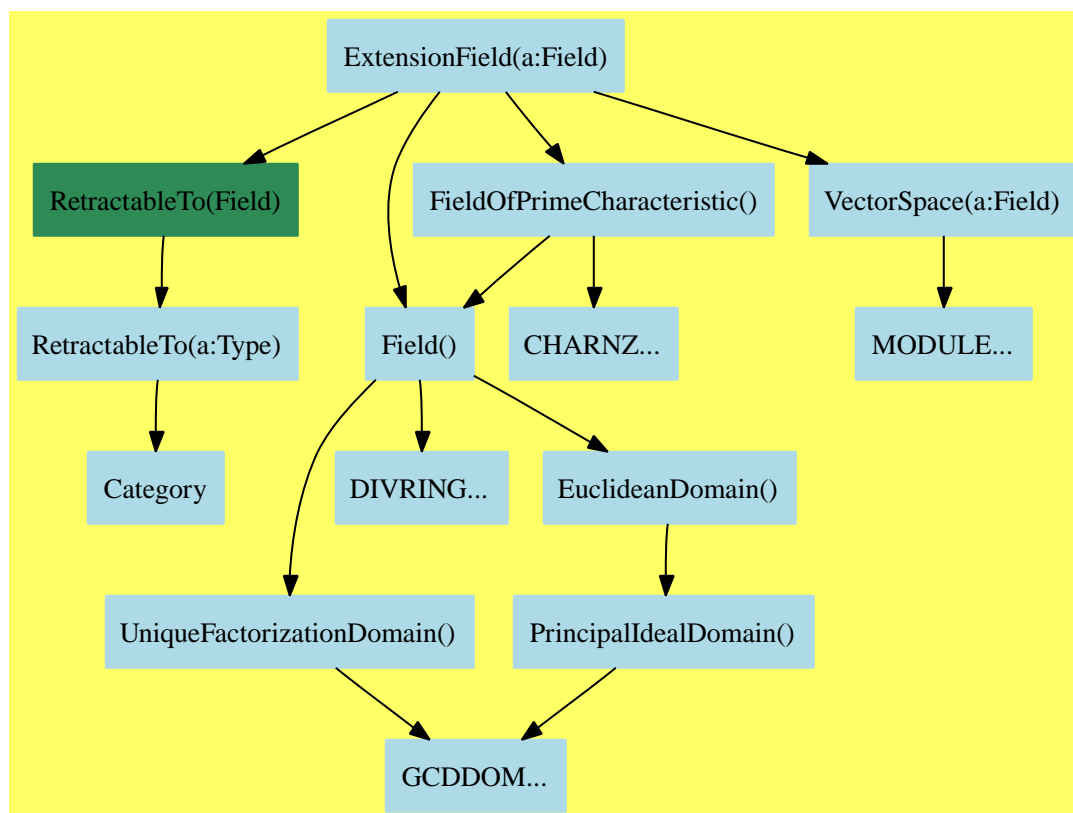 ExtensionField(a:Field)
RetractableTo(Field)
FieldOfPrimeCharacteristic()
VectorSpace(a:Field)
RetractableTo(a:Type)
Field()
CHARNZ...
MODULE...
Category
DIVRING...
EuclideanDomain()
UniqueFactorizationDomain()
PrincipalIdealDomain()
GCDDOM...